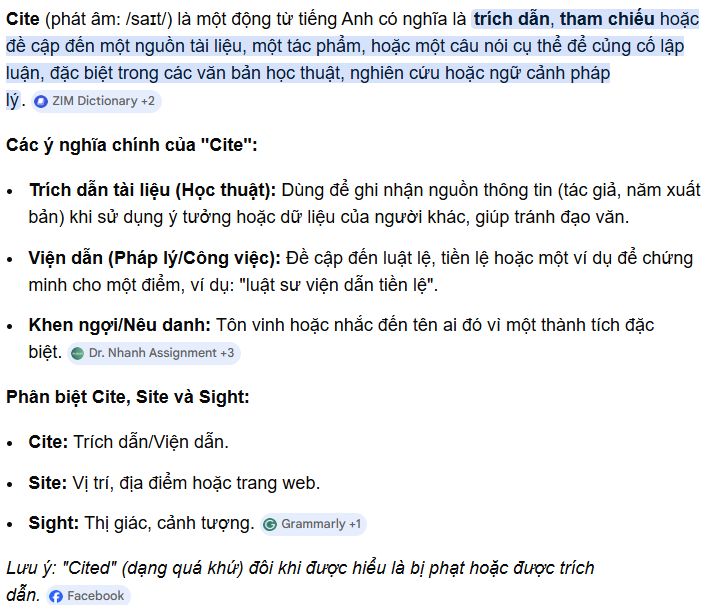 Cite (phát âm: /saɪt/) là một động từ tiếng Anh có nghĩa là trích dẫn, tham chiếu hoặc
đề cập đến một nguồn tài liệu, một tác phẩm, hoặc một câu nói cụ thể để củng cố lập
luận, đặc biệt trong các văn bản học thuật, nghiên cứu hoặc ngữ cảnh pháp
lý. ZIM Dictionary +2
Các ý nghĩa chính của "Cite":
• Trích dẫn tài liệu (Học thuật): Dùng để ghi nhận nguồn thông tin (tác giả, năm xuất
bản) khi sử dụng ý tưởng hoặc dữ liệu của người khác, giúp tránh đạo văn.
• Viện dẫn (Pháp lý/Công việc): Đề cập đến luật lệ, tiền lệ hoặc một ví dụ để chứng
minh cho một điểm, ví dụ: "luật sư viện dẫn tiền lệ".
• Khen ngợi/Nêu danh: Tôn vinh hoặc nhắc đến tên ai đó vì một thành tích đặc
biệt. Dr. Nhanh Assignment +3
Phân biệt Cite, Site và Sight:
• Cite: Trích dẫn/Viện dẫn.
• Site: Vị trí, địa điểm hoặc trang web.
• Sight: Thị giác, cảnh tượng. Grammarly +1
Lưu ý: "Cited" (dạng quá khứ) đôi khi được hiểu là bị phạt hoặc được trích
dẫn. Facebook